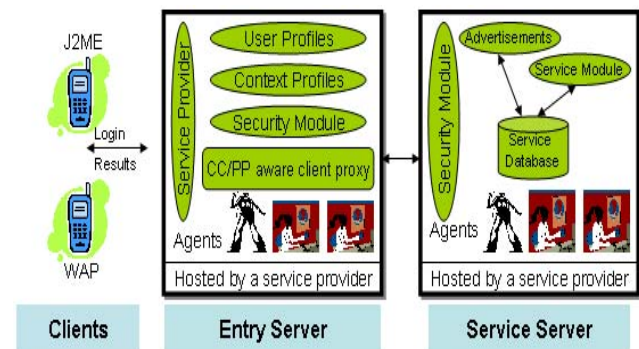 J2ME
Login
Results
WAP
Clients
Service Provider
User Profiles
Context Profiles
Security Module
CC/PP aware client proxy
Agents
Hosted by a service provider
Entry Server
Security Module
Advertisements
Service Module
Service
Database
Agents
Hosted by a service provider
Service Server